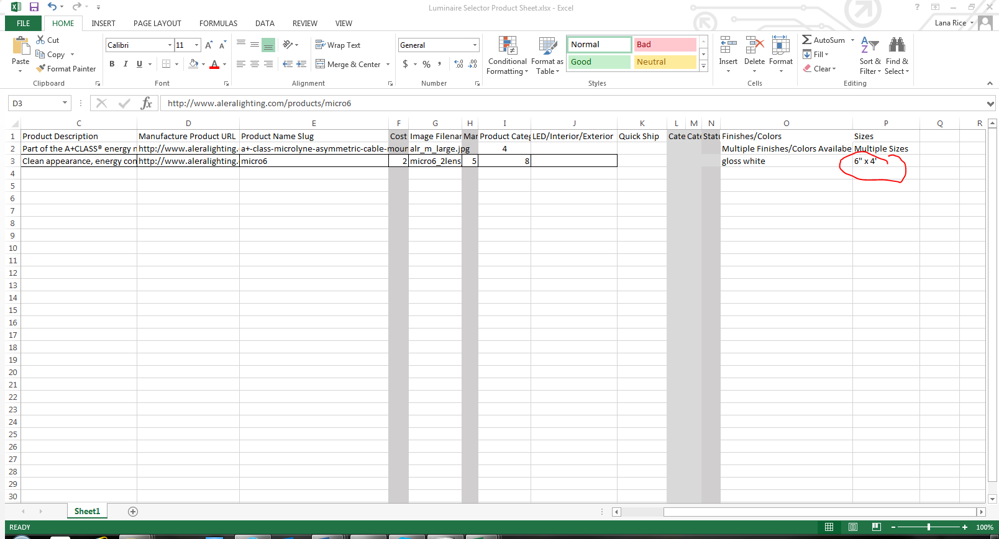 Luminaire Selector Product Sheet.xlsx - Excel
FILE HOME INSERT PAGE LAYOUT FORMULAS DATA REVIEW VIEW
Lana Rice
Paste
Cut
Copy
Format Painter
Clipboard
Calibri 11
B I U
Font
Wrap Text
Merge & Center
Alignment
General
$ % ,
Number
Conditional Formatting
Format as Table
Normal Bad
Good Neutral
Styles
Insert Delete Format
Cells
AutoSum
Fill
Clear
Sort & Filter
Find & Select
Editing
D3 fx http://www.aleralighting.com/products/micro6
C D E F G H I J K L M N O P Q R
1 Product Description Manufacture Product URL Product Name Slug Cost Image Filenar Mar Product Categ LED/Interior/Exterior Quick Ship Cate Cate Stat Finishes/Colors Sizes
2 Part of the A+CLASS® energy m http://www.aleralighting. a+-class-microlyne-asymmetric-cable-moun alr_m_large.jpg 4 Multiple Finishes/Colors Availabe Multiple Sizes
3 Clean appearance, energy con http://www.aleralighting. micro6 2 micro6_2lens 5 8 gloss white 6" x 4'
4
5
6
7
8
9
10
11
12
13
14
15
16
17
18
19
20
21
22
23
24
25
26
27
28
29
30
Sheet1
READY 100%